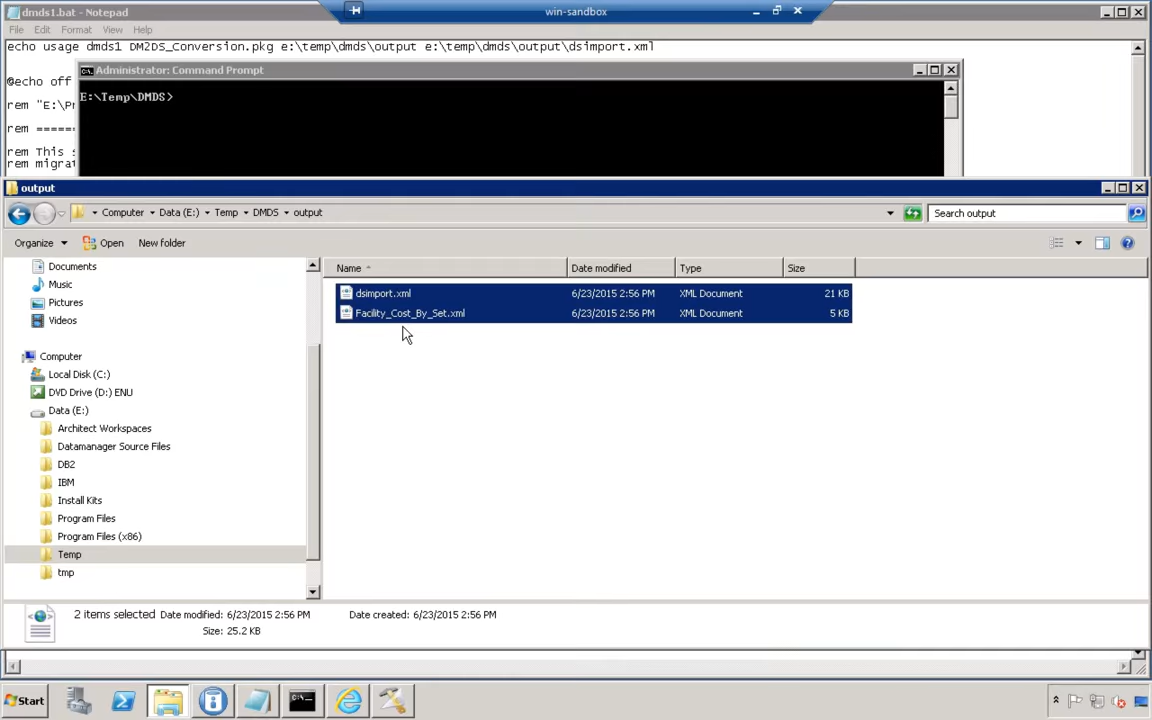 dmds1.bat - Notepad
win-sandbox
File Edit Format View Help
echo usage dmds1 DM2DS_Conversion.pkg e:\temp\dmds\output e:\temp\dmds\output\dsimport.xml
Administrator: Command Prompt
@echo off
E:\Temp\DMDS>
rem "E:\Pr
rem =====
rem This s
rem migrat
output
Computer Data (E:) Temp DMDS output
Search output
Organize Open New folder
Name Date modified Type Size
Documents
Music
Pictures
Videos
Computer
Local Disk (C:)
DVD Drive (D:) ENU
Data (E:)
Architect Workspaces
Datamanager Source Files
DB2
IBM
Install Kits
Program Files
Program Files (x86)
Temp
tmp
dsimport.xml 6/23/2015 2:56 PM XML Document 21 KB
Facility_Cost_By_Set.xml 6/23/2015 2:56 PM XML Document 5 KB
2 items selected Date modified: 6/23/2015 2:56 PM Date created: 6/23/2015 2:56 PM
Size: 25.2 KB
Start